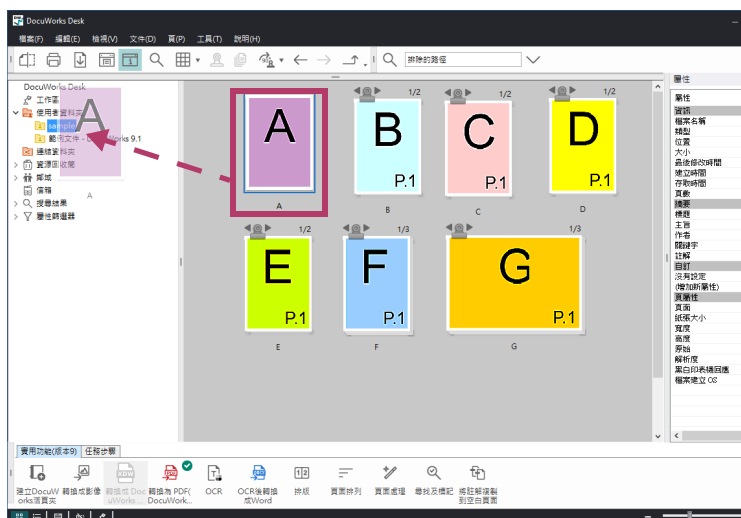 DocuWorks Desk
檔案(F) 編輯(E) 檢視(V) 文件(D) 頁(P) 工具(T) 說明(H)
排除的路徑
DocuWorks Desk
工作區
使用者資料夾
sample
範例文件 - DocuWorks 9.1
連結資料夾
資源回收筒
鄰域
信箱
搜尋結果
屬性篩選器
A
A
A
A
1/2
B
P.1
B
1/2
C
P.1
C
1/2
D
P.1
D
1/2
E
P.1
E
1/3
F
P.1
F
1/3
G
P.1
G
屬性
屬性
資訊
檔案名稱
類型
位置
大小
最後修改時間
建立時間
存取時間
頁數
摘要
標題
主旨
作者
關鍵字
註解
自訂
沒有設定
(增加新屬性)
頁屬性
頁面
紙張大小
寬度
高度
原始
解析度
黑白印表機回應
檔案建立 OS
實用功能(版本9) 任務步驟
建立DocuW
orks活頁夾
轉換成影像
轉換成 Doc
uWorks ...
轉換為 PDF(
DocuWork...
OCR
OCR後轉換
成Word
排版
頁面排列
頁面處理
尋找及標記
將註解複製
到空白頁面